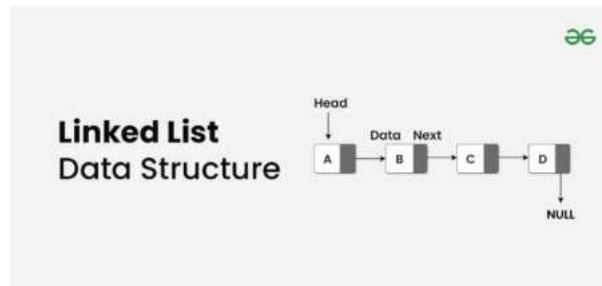 Linked List
Data Structure
Head
Data Next
A B C D
NULL